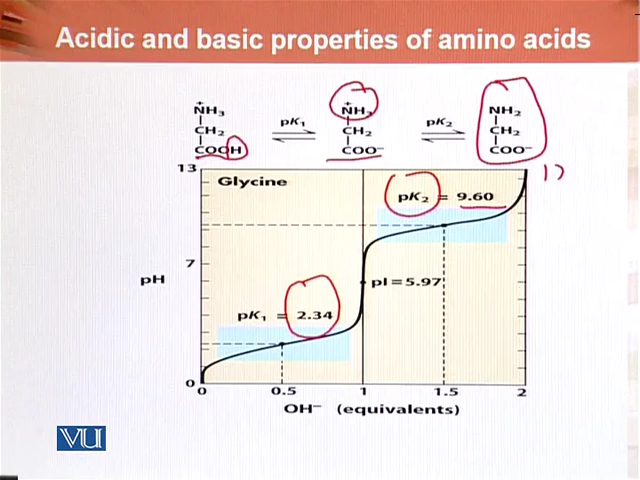 Acidic and basic properties of amino acids
+
NH3 pK1 NH3 pK2 NH2
CH2 CH2 CH2
COOH COO− COO−
13
Glycine
pK2 = 9.60
7
pH
pI = 5.97
pK1 = 2.34
0
0 0.5 1 1.5 2
OH− (equivalents)
VU